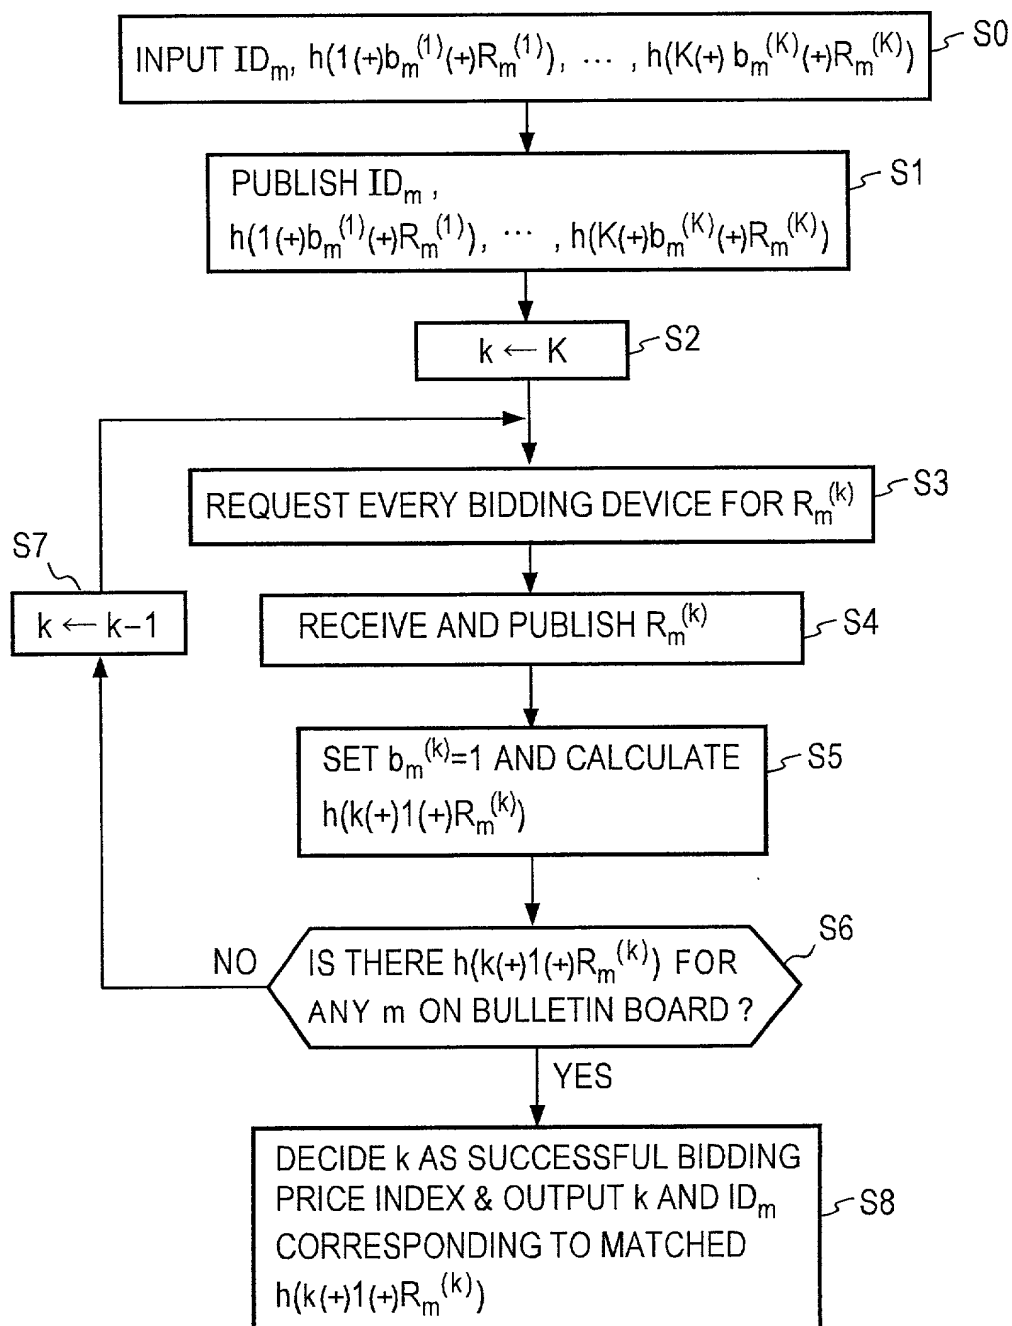 INPUT IDₘ, h(1(+)bₘ⁽¹⁾(+)Rₘ⁽¹⁾), ⋯ , h(K(+) bₘ⁽ᴷ⁾(+)Rₘ⁽ᴷ⁾)
S0
PUBLISH IDₘ ,
h(1(+)bₘ⁽¹⁾(+)Rₘ⁽¹⁾), ⋯ , h(K(+)bₘ⁽ᴷ⁾(+)Rₘ⁽ᴷ⁾)
S1
k ← K
S2
REQUEST EVERY BIDDING DEVICE FOR Rₘ⁽ᵏ⁾
S3
S7
k ← k−1
RECEIVE AND PUBLISH Rₘ⁽ᵏ⁾
S4
SET bₘ⁽ᵏ⁾=1 AND CALCULATE
h(k(+)1(+)Rₘ⁽ᵏ⁾)
S5
NO
IS THERE h(k(+)1(+)Rₘ⁽ᵏ⁾) FOR
ANY m ON BULLETIN BOARD ?
S6
YES
DECIDE k AS SUCCESSFUL BIDDING
PRICE INDEX & OUTPUT k AND IDₘ
CORRESPONDING TO MATCHED
h(k(+)1(+)Rₘ⁽ᵏ⁾)
S8